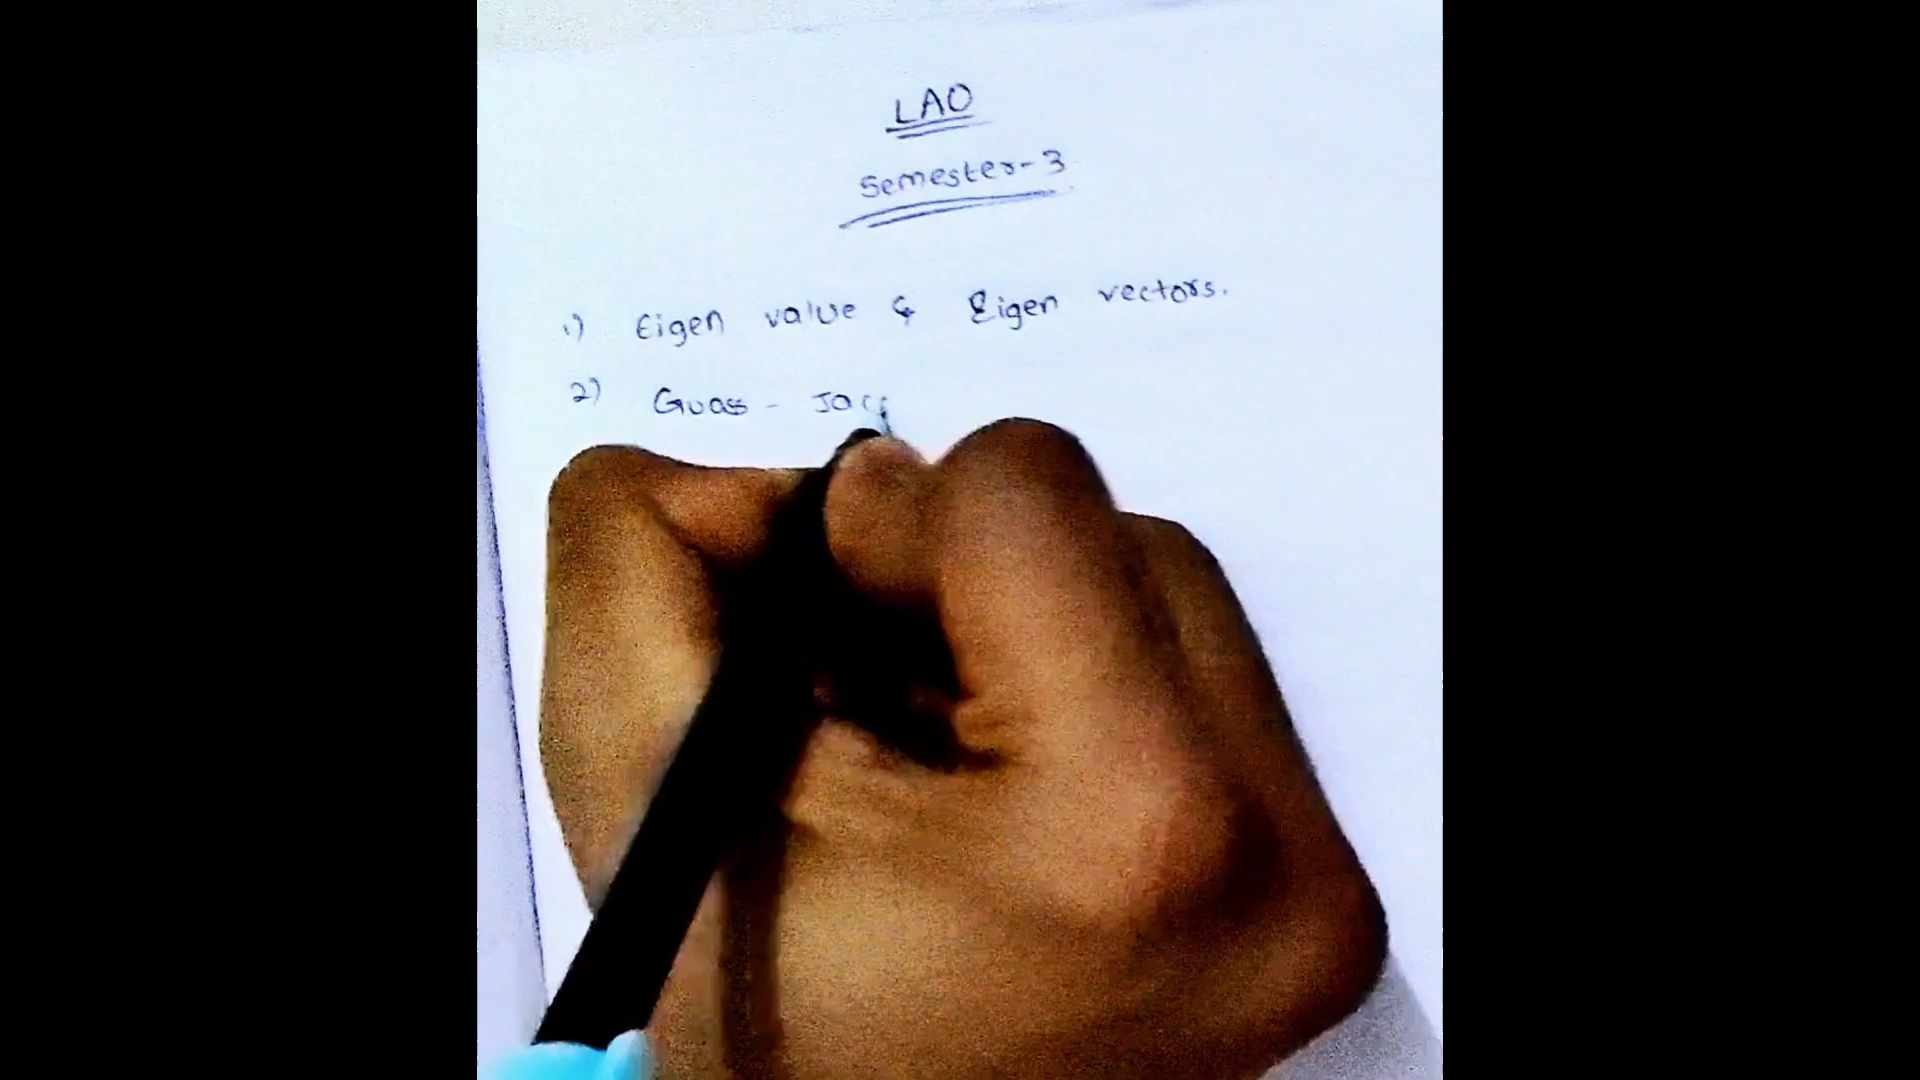 LAO
Semester-3
1) Eigen value & Eigen vectors.
2) Guass -